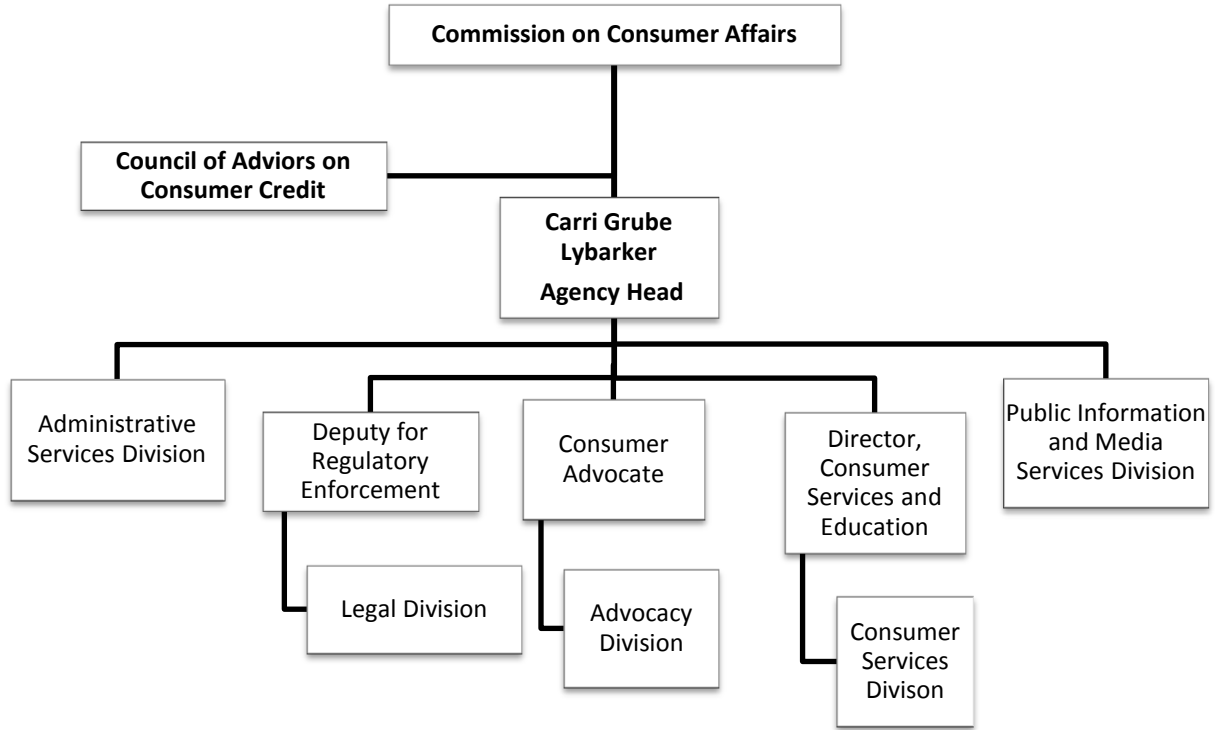 Commission on Consumer Affairs
Council of Adviors on
Consumer Credit
Carri Grube
Lybarker
Agency Head
Administrative
Services Division
Deputy for
Regulatory
Enforcement
Legal Division
Consumer
Advocate
Advocacy
Division
Director,
Consumer
Services and
Education
Consumer
Services
Divison
Public Information
and Media
Services Division